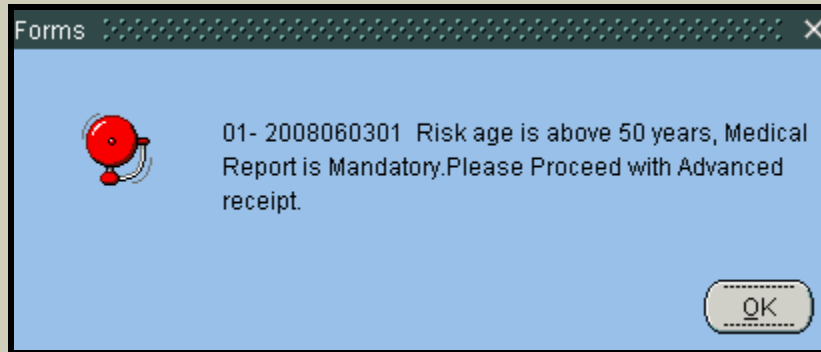 Forms
01- 2008060301  Risk age is above 50 years, Medical
Report is Mandatory.Please Proceed with Advanced
receipt.
OK